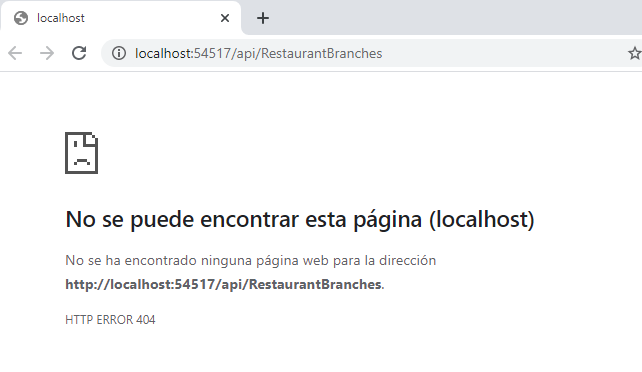 localhost
localhost:54517/api/RestaurantBranches
No se puede encontrar esta página (localhost)
No se ha encontrado ninguna página web para la dirección
http://localhost:54517/api/RestaurantBranches.
HTTP ERROR 404